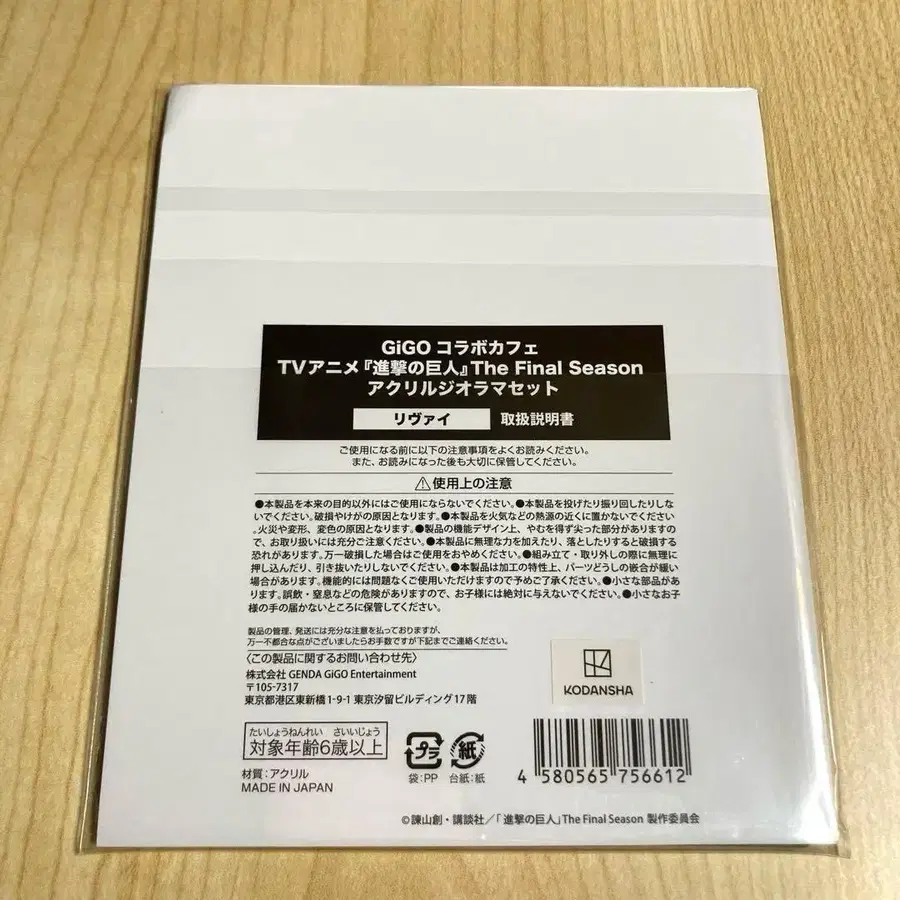 GiGO コラボカフェ
TVアニメ『進撃の巨人』The Final Season
アクリルジオラマセット
リヴァイ 取扱説明書
ご使用になる前に以下の注意事項をよくお読みください。
また、お読みになった後も大切に保管してください。
⚠使用上の注意
●本製品を本来の目的以外にはご使用にならないでください。●本製品を投げたり振り回したりしな
いでください。破損やけがの原因となります。●本製品を火気などの熱源の近くに置かないでください
。火災や変形、変色の原因となります。●製品の機能デザイン上、やむを得ず尖った部分がありますの
で、お取り扱いには充分ご注意ください。●本製品に無理な力を加えたり、落としたりすると破損する
恐れがあります。万一破損した場合はご使用をおやめください。●組み立て・取り外しの際に無理に
押し込んだり、引き抜いたりしないでください。●本製品は加工の特性上、パーツどうしの嵌合が緩い
場合があります。機能的には問題なくご使用いただけますので予めご了承ください。●小さな部品があ
ります。誤飲・窒息などの危険がありますので、お子様には絶対に与えないでください。●小さなお子
様の手の届かないところに保管してください。
製品の管理、発送には充分な注意を払っておりますが、
万一不都合な点がございましたらお手数ですが下記までご連絡ください。
〈この製品に関するお問い合わせ先〉
株式会社 GENDA GiGO Entertainment
〒105-7317
東京都港区東新橋1-9-1 東京汐留ビルディング17階
KODANSHA
たいしょうねんれい さいいじょう
対象年齢6歳以上
プラ
紙
袋:PP 台紙:紙
材質:アクリル
MADE IN JAPAN
4 580565 756612
©諫山創・講談社/「進撃の巨人」The Final Season 製作委員会